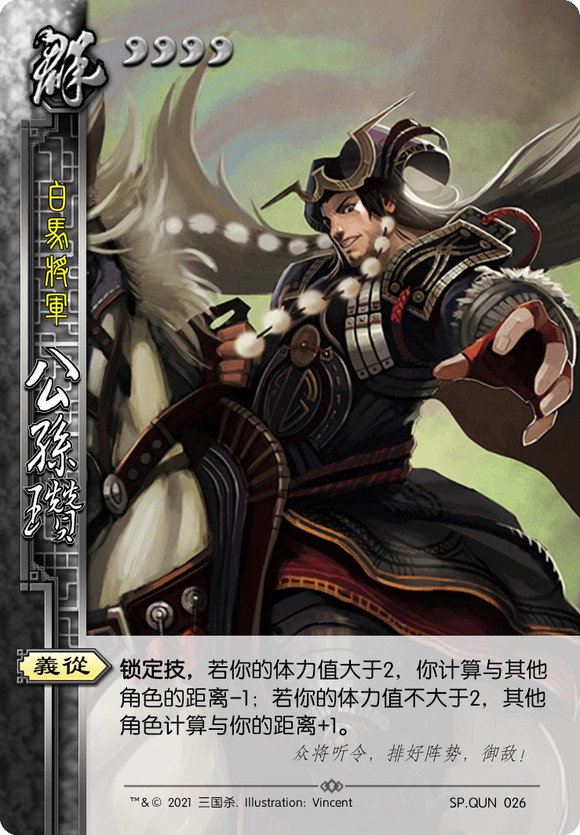 群
白馬將軍
公孫瓚
義從
锁定技，若你的体力值大于2，你计算与其他
角色的距离-1；若你的体力值不大于2，其他
角色计算与你的距离+1。
众将听令，排好阵势，御敌！
™&© 2021 三国杀. Illustration: Vincent
SP.QUN 026